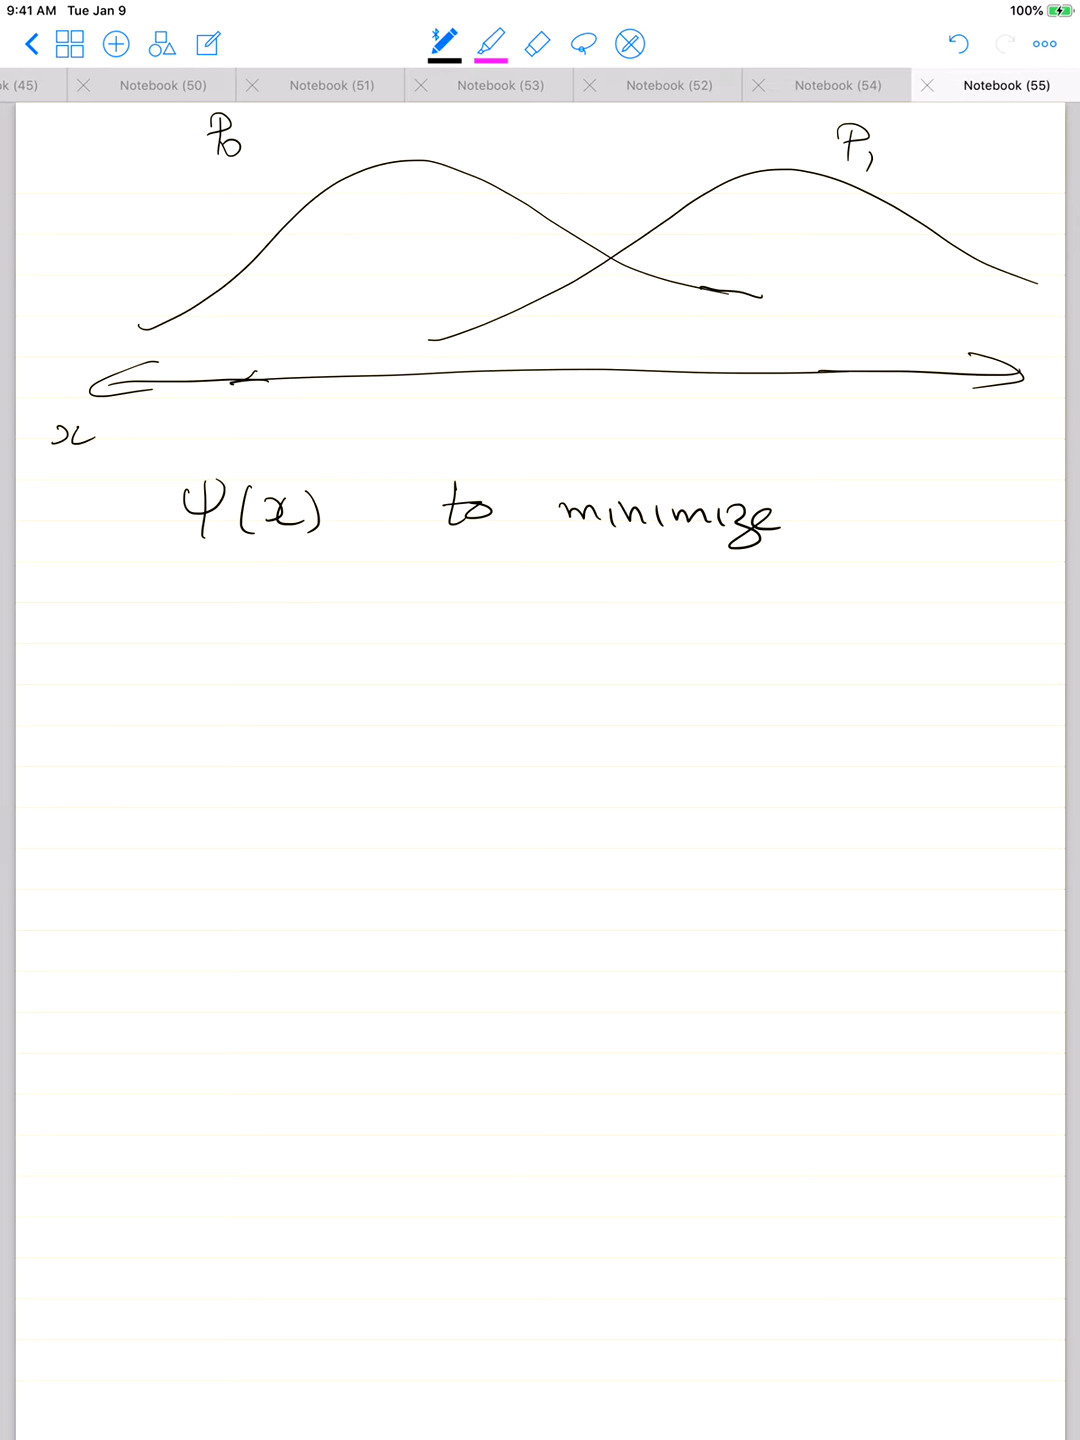 9:41 AM Tue Jan 9 100%
ok (45) Notebook (50) Notebook (51) Notebook (53) Notebook (52) Notebook (54) Notebook (55)
P₀ P₁
x
Ψ(x) to minimize